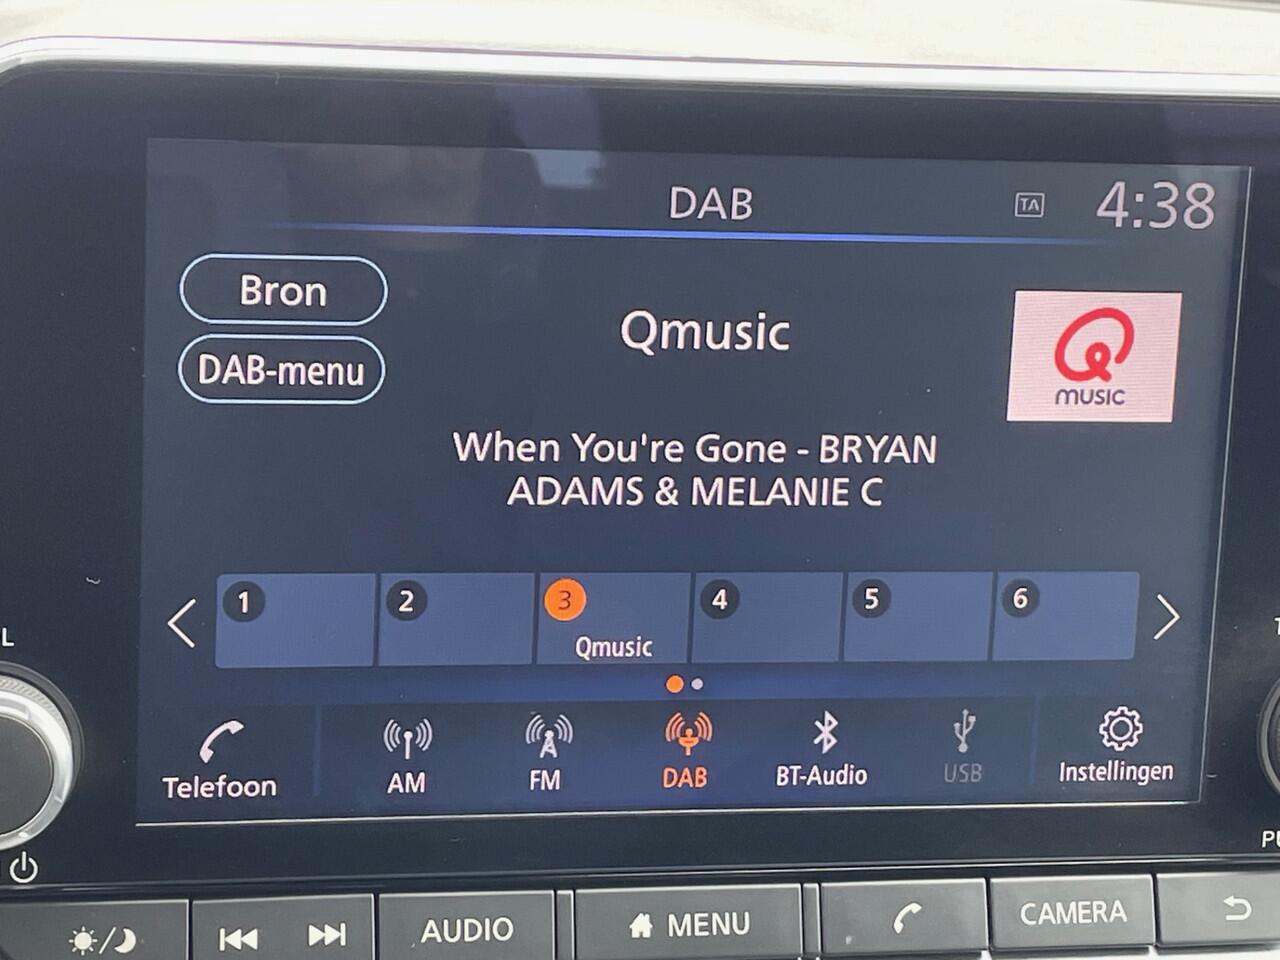 DAB
TA
4:38
Bron
DAB-menu
Qmusic
MUSIC
When You're Gone - BRYAN
ADAMS & MELANIE C
1
2
3
4
5
6
Qmusic
Telefoon
AM
FM
DAB
BT-Audio
USB
Instellingen
AUDIO
MENU
CAMERA